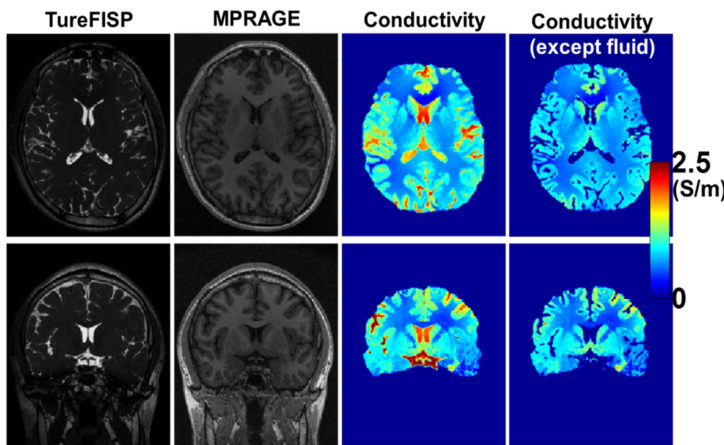 TureFISP
MPRAGE
Conductivity
Conductivity
(except fluid)
2.5
(S/m)
0